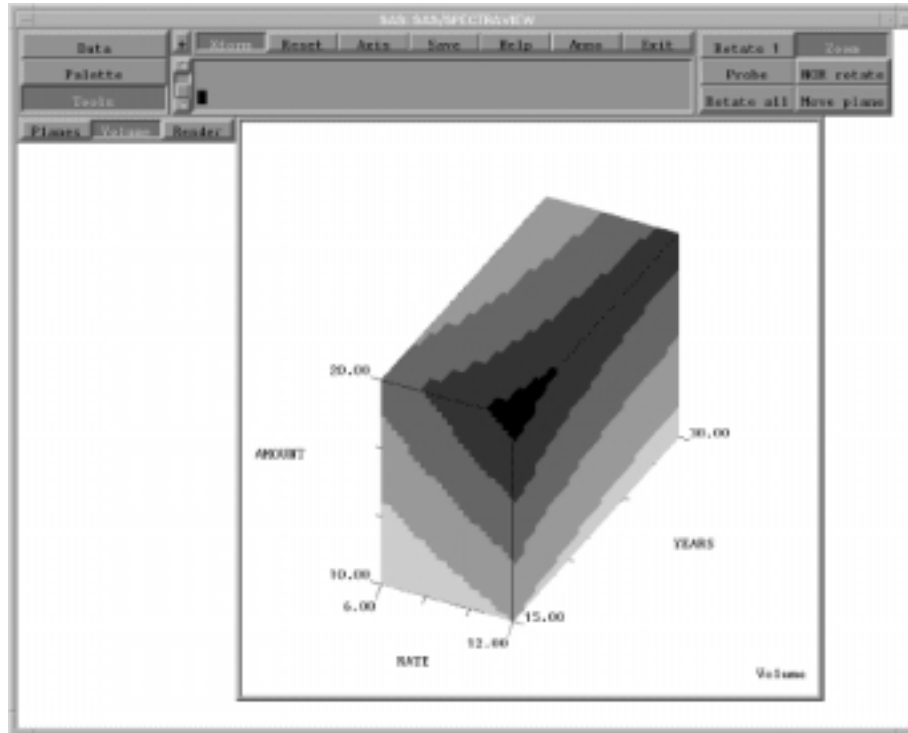 SAS: SAS/SPECTRAVIEW
Data
Palette
Tools
Xform Reset Axis Save Help Anno Exit
Rotate 1 Zoom
Probe NOR rotate
Rotate all Move plane
Planes Volume Render
20.00
AMOUNT
10.00
6.00
RATE
12.00
15.00
YEARS
30.00
Volume